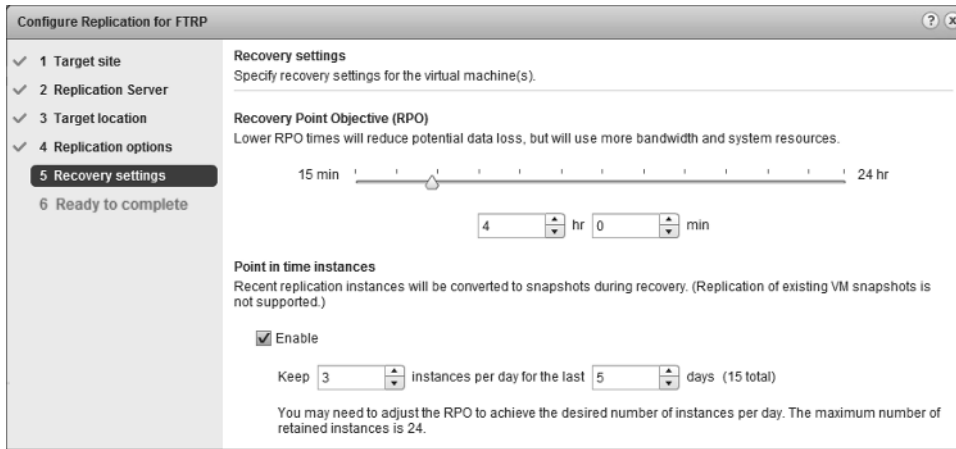 Configure Replication for FTRP
?
1 Target site
2 Replication Server
3 Target location
4 Replication options
5 Recovery settings
6 Ready to complete
Recovery settings
Specify recovery settings for the virtual machine(s).
Recovery Point Objective (RPO)
Lower RPO times will reduce potential data loss, but will use more bandwidth and system resources.
15 min 24 hr
4 hr 0 min
Point in time instances
Recent replication instances will be converted to snapshots during recovery. (Replication of existing VM snapshots is
not supported.)
Enable
Keep 3 instances per day for the last 5 days (15 total)
You may need to adjust the RPO to achieve the desired number of instances per day. The maximum number of
retained instances is 24.